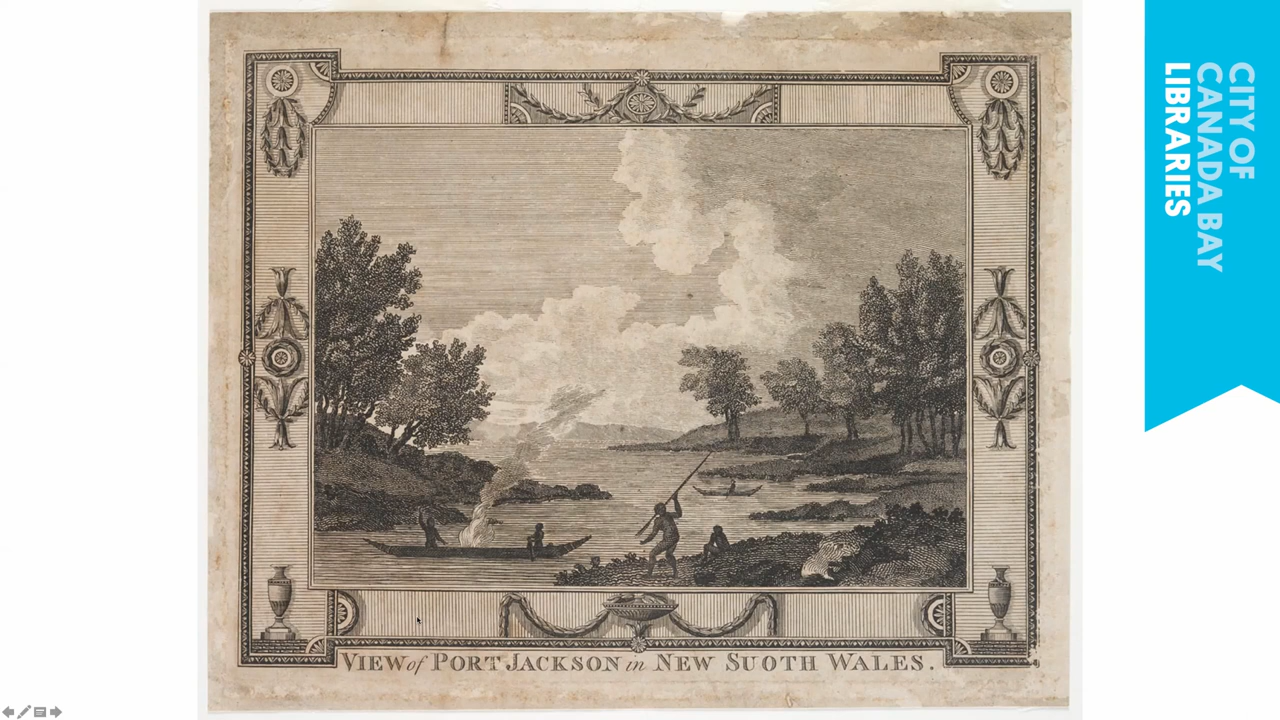 VIEW of PORT JACKSON in NEW SUOTH WALES.
CITY OF
CANADA BAY
LIBRARIES